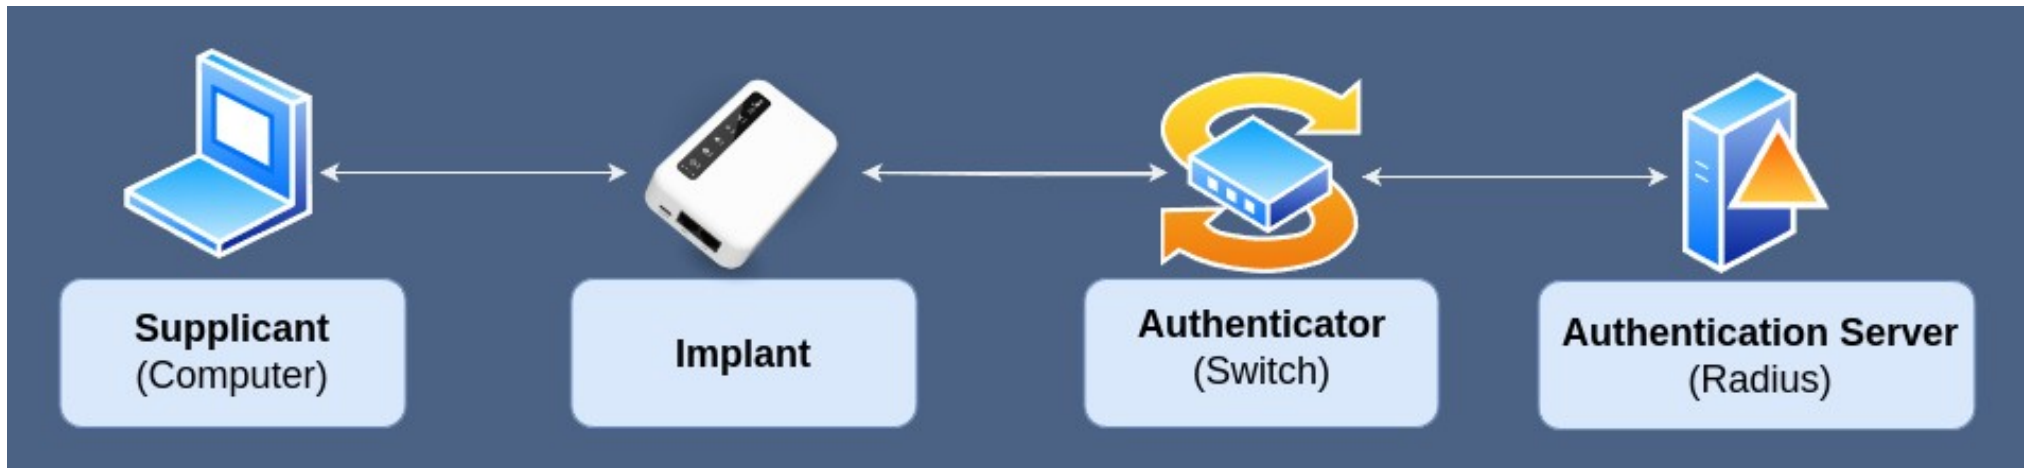 Supplicant
(Computer)
Implant
Authenticator
(Switch)
Authentication Server
(Radius)